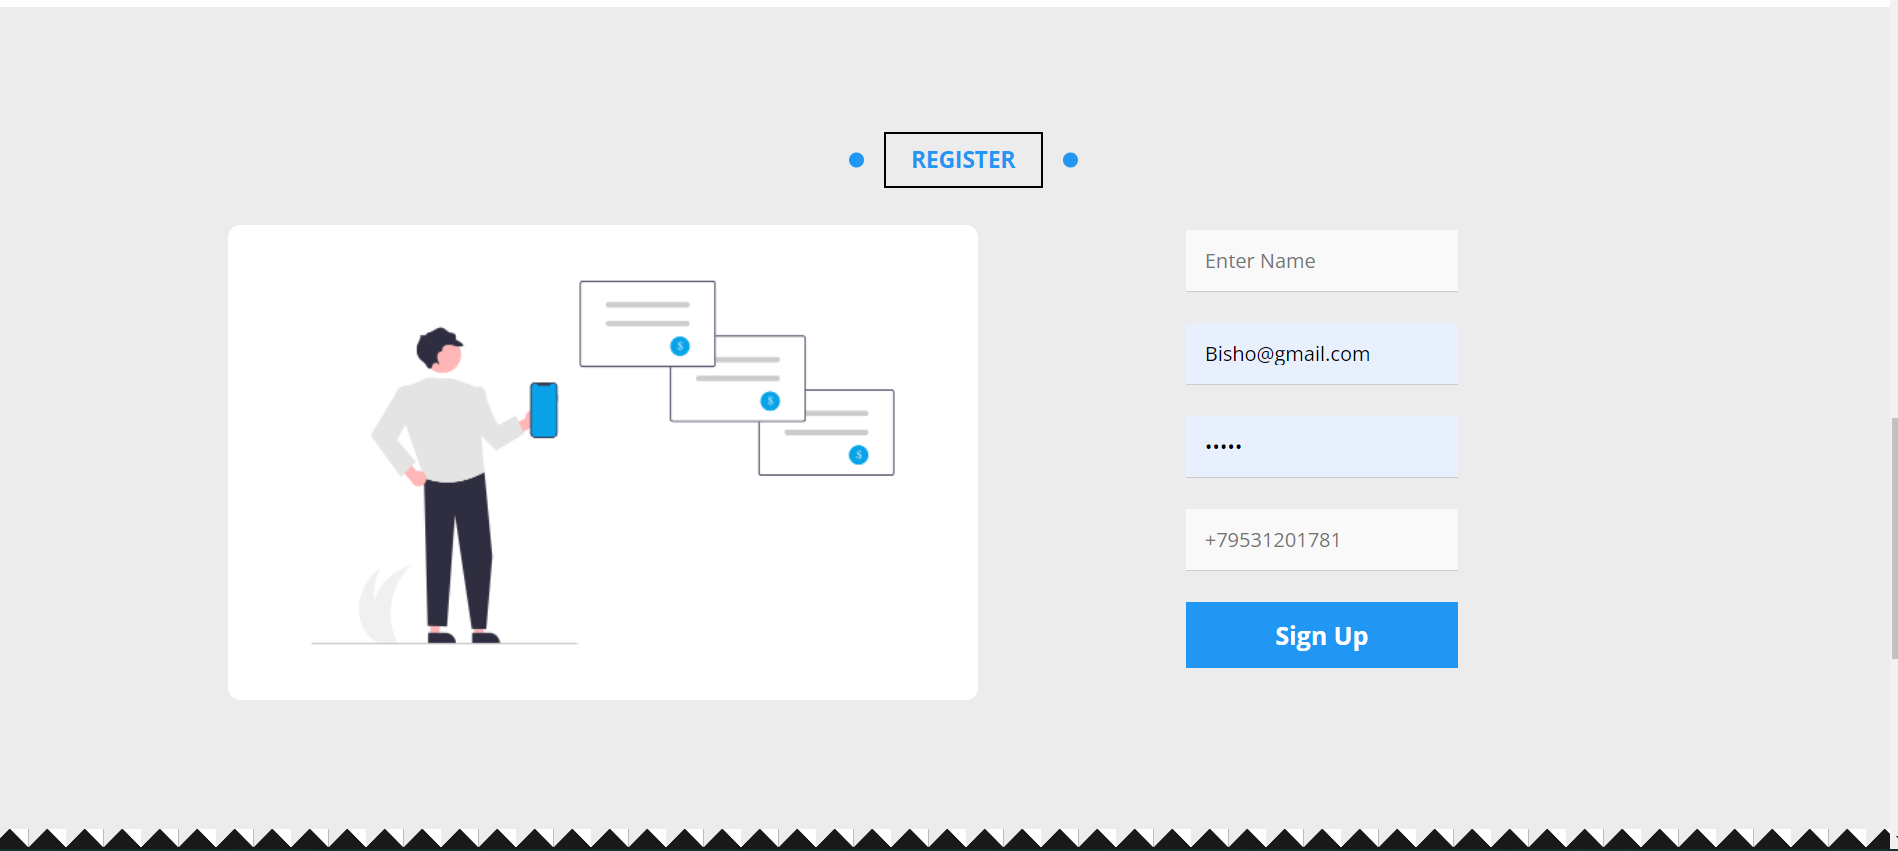 REGISTER
$
$
$
Enter Name
Bisho@gmail.com
•••••
+79531201781
Sign Up